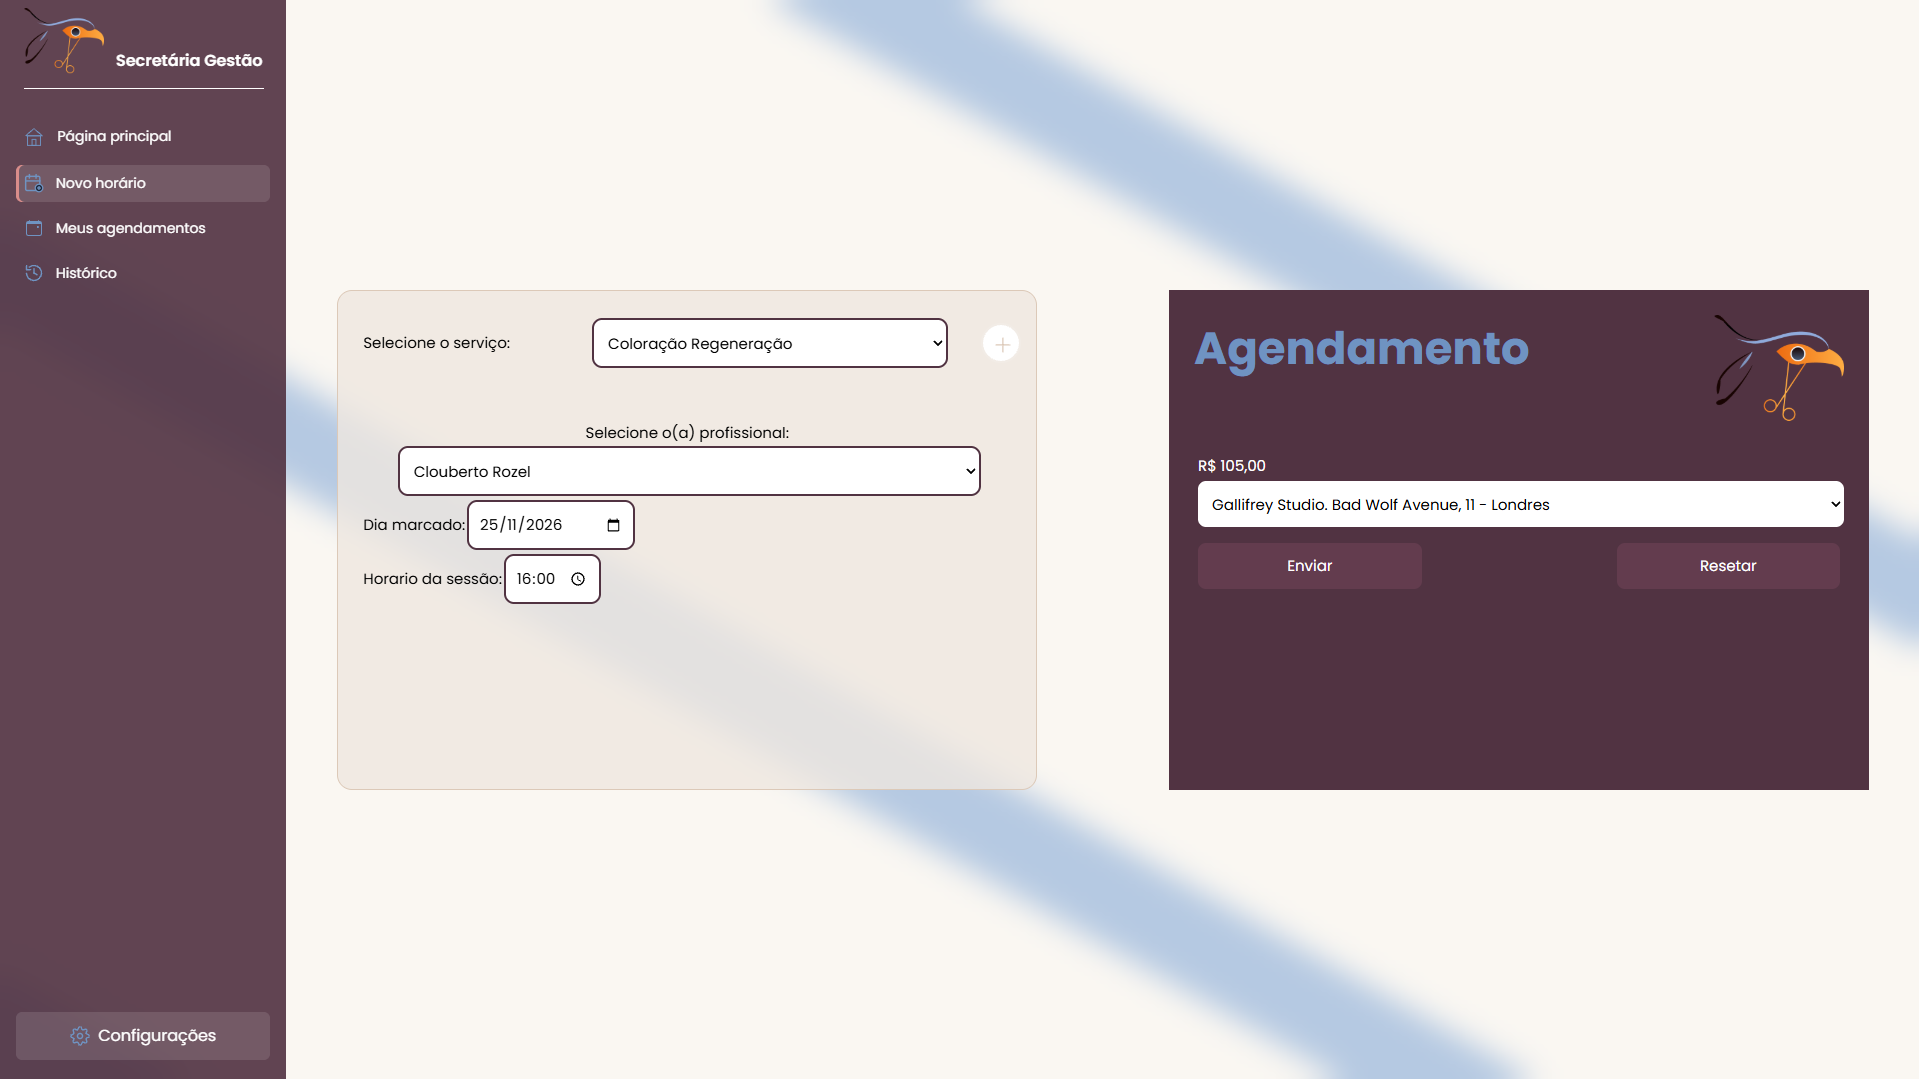 Secretária Gestão
Página principal
Novo horário
Meus agendamentos
Histórico
Configurações
Selecione o serviço:
Coloração Regeneração
Selecione o(a) profissional:
Clouberto Rozel
Dia marcado: 25/11/2026
Horario da sessão: 16:00
Agendamento
R$ 105,00
Gallifrey Studio. Bad Wolf Avenue, 11 - Londres
Enviar
Resetar